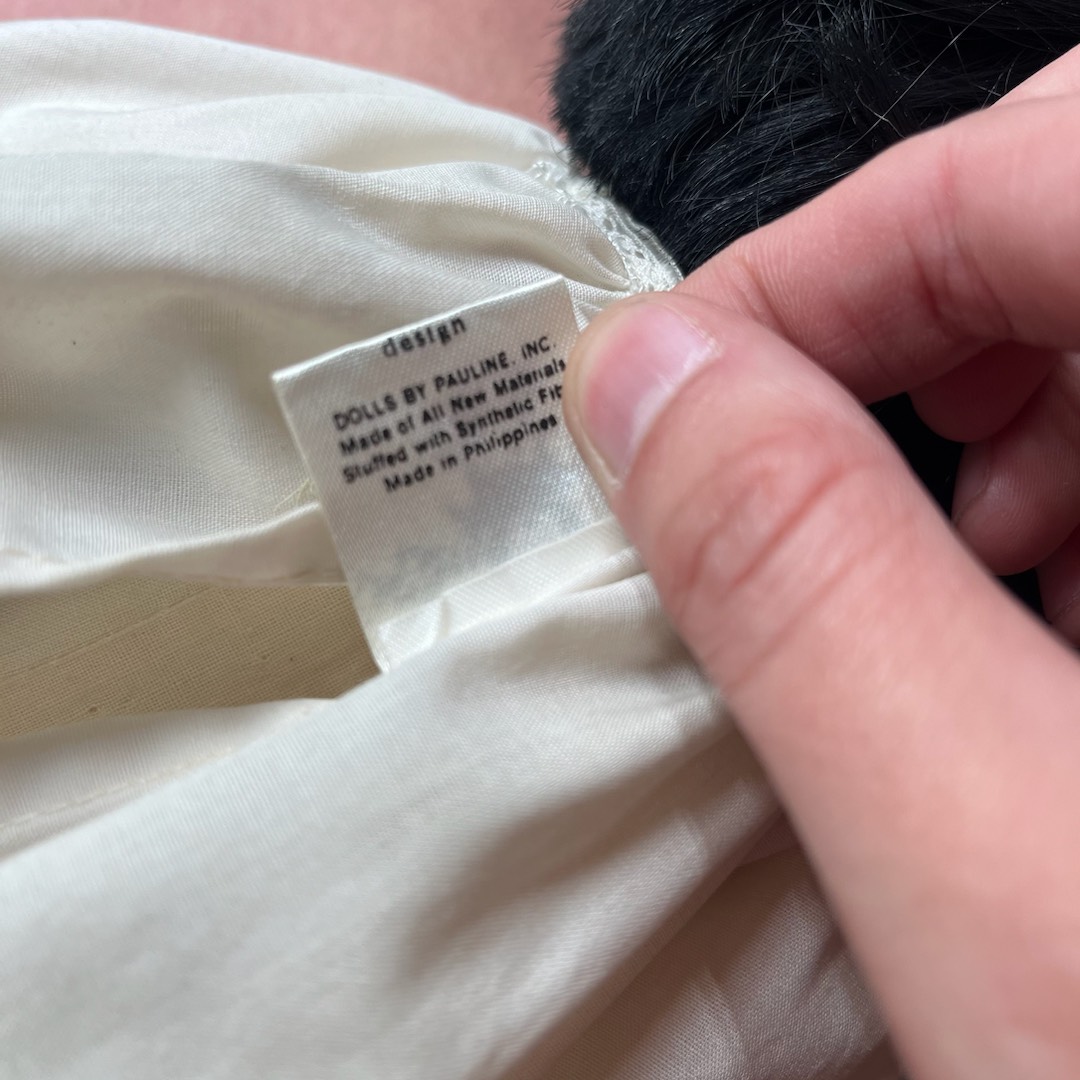 design
DOLLS BY PAULINE, INC.
Made of All New Materials
Stuffed with Synthetic
Made in Philippines